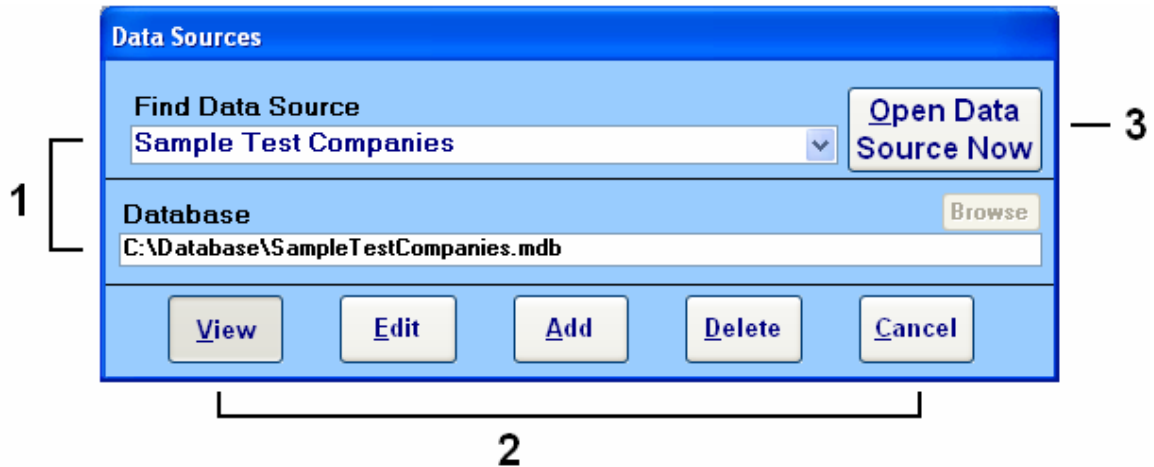 Data Sources
Find Data Source
Sample Test Companies
Open Data
Source Now
3
1
Database
Browse
C:\Database\SampleTestCompanies.mdb
View
Edit
Add
Delete
Cancel
2